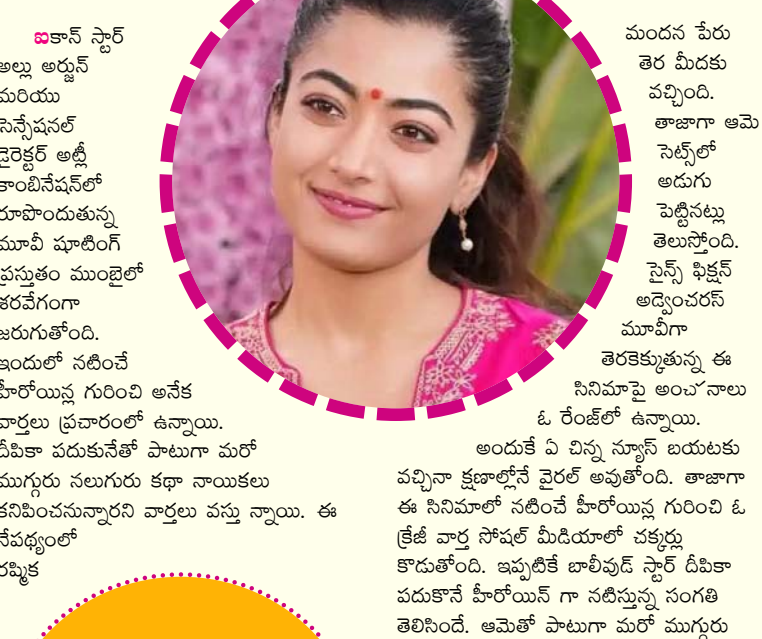 ఐకాన్ స్టార్
అల్లు అర్జున్
మరియు
సెన్సేషనల్
డైరెక్టర్ అట్లీ
కాంబినేషన్‌లో
రూపొందుతున్న
మూవీ షూటింగ్
ప్రస్తుతం ముంబైలో
శరవేగంగా
జరుగుతోంది.
ఇందులో నటించే
హీరోయిన్ల గురించి అనేక
వార్తలు ప్రచారంలో ఉన్నాయి.
దీపికా పదుకునేతో పాటుగా మరో
ముగ్గురు నలుగురు కథా నాయికలు
కనిపించనున్నారని వార్తలు వస్తు న్నాయి. ఈ
నేపథ్యంలో
రష్మిక
మందన పేరు
తెర మీదకు
వచ్చింది.
తాజాగా ఆమె
సెట్స్‌లో
అడుగు
పెట్టినట్లు
తెలుస్తోంది.
సైన్స్ ఫిక్షన్
అడ్వెంచరస్
మూవీగా
తెరకెక్కుతున్న ఈ
సినిమాపై అంచనాలు
ఓ రేంజ్‌లో ఉన్నాయి.
అందుకే ఏ చిన్న న్యూస్ బయటకు
వచ్చినా క్షణాల్లోనే వైరల్ అవుతోంది. తాజాగా
ఈ సినిమాలో నటించే హీరోయిన్ల గురించి ఓ
క్రేజీ వార్త సోషల్ మీడియాలో చక్కర్లు
కొడుతోంది. ఇప్పటికే బాలీవుడ్ స్టార్ దీపికా
పదుకొనే హీరోయిన్ గా నటిస్తున్న సంగతి
తెలిసిందే. ఆమెతో పాటుగా మరో ముగ్గురు